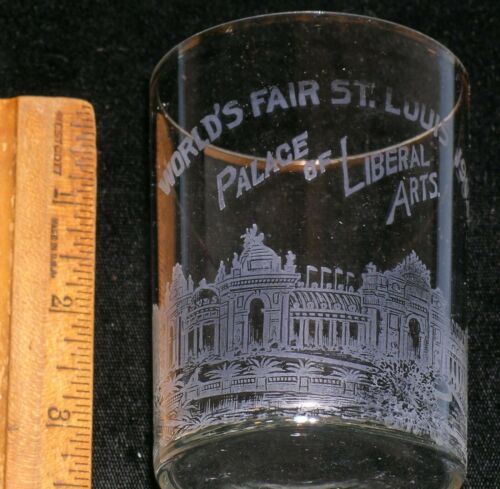 WORLD'S FAIR ST. LOUIS
PALACE OF LIBERAL
ARTS.
1
2
3